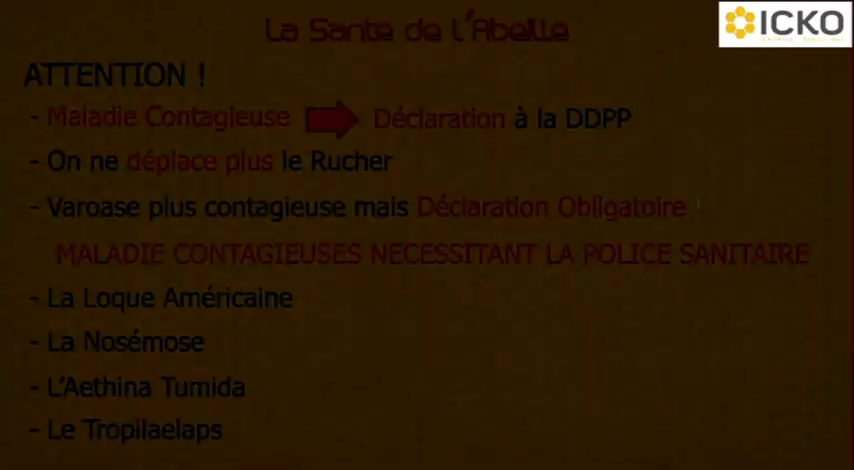 La Santé de l'Abeille
ICKO
ATTENTION !
- Maladie Contagieuse Déclaration à la DDPP
- On ne déplace plus le Rucher
- Varoase plus contagieuse mais Déclaration Obligatoire !
MALADIE CONTAGIEUSES NECESSITANT LA POLICE SANITAIRE
- La Loque Américaine
- La Nosémose
- L'Aethina Tumida
- Le Tropilaelaps